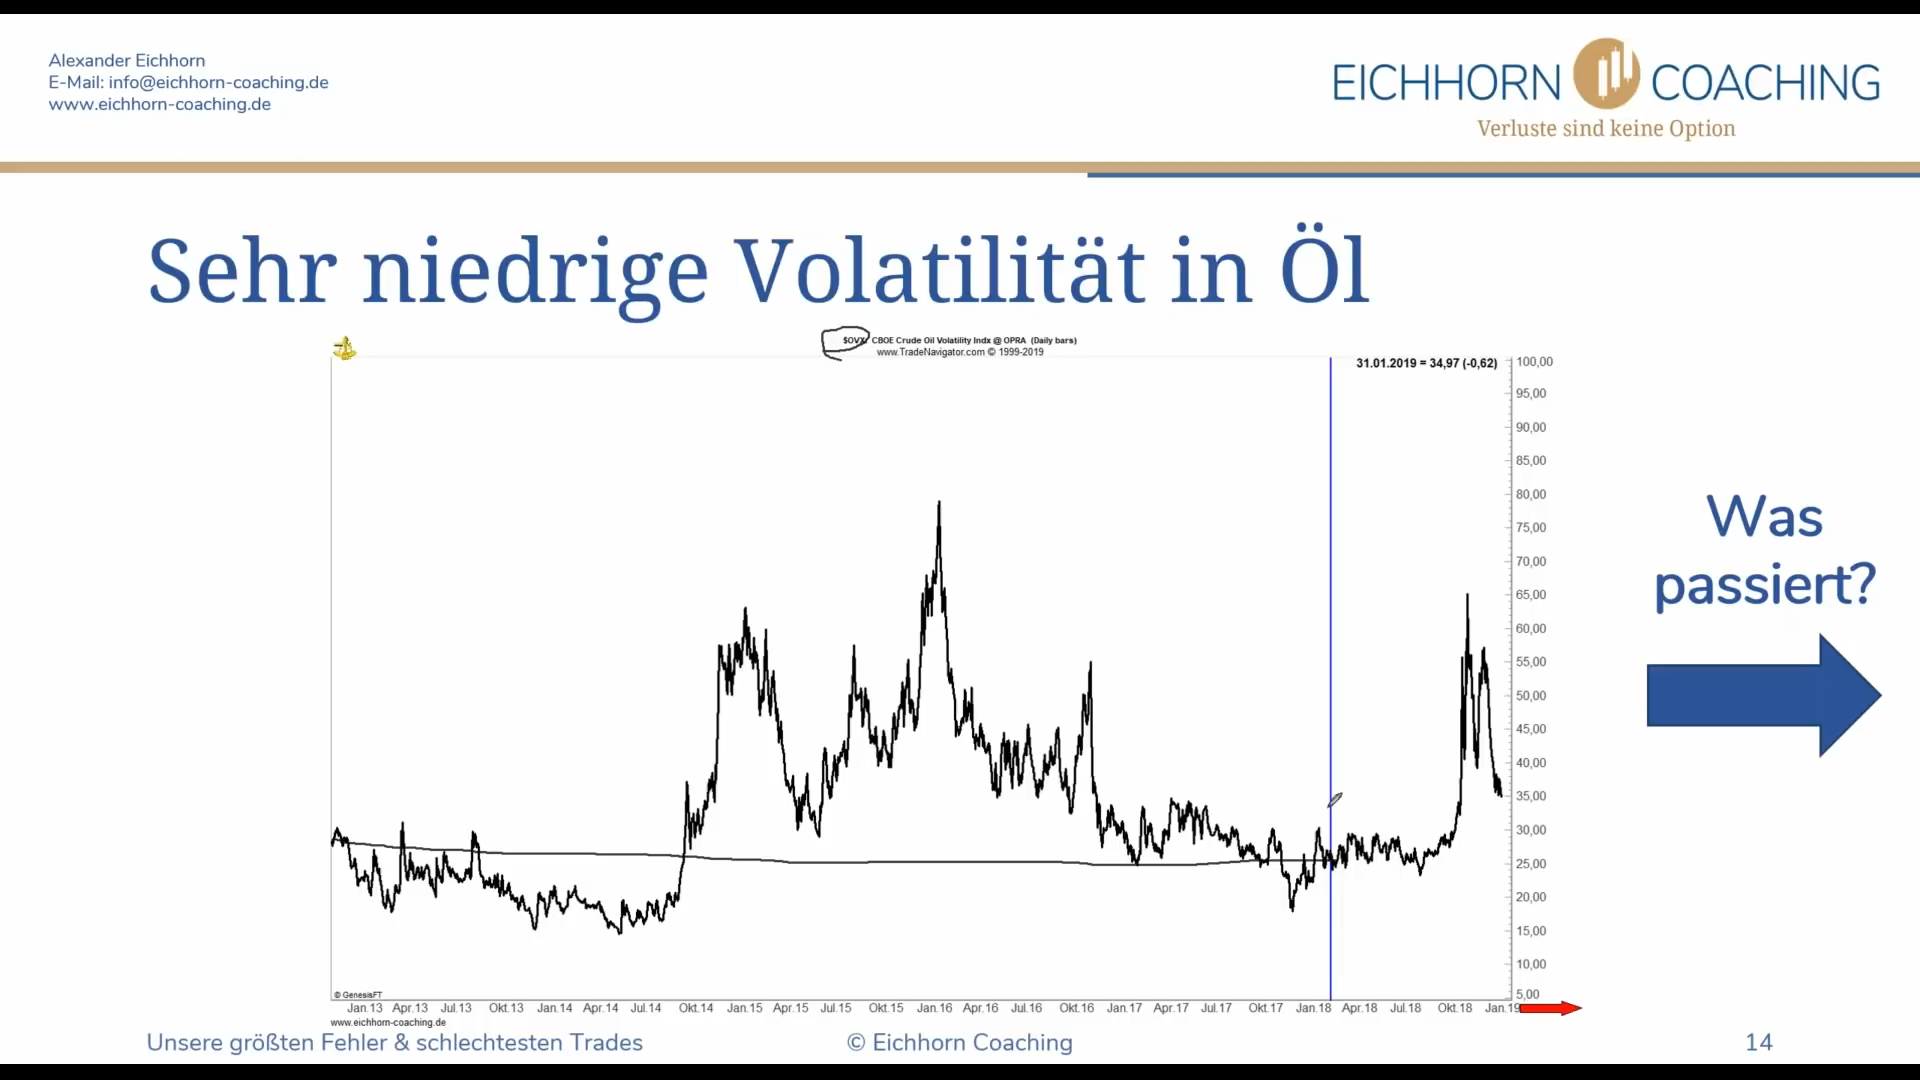 Alexander Eichhorn
E-Mail: info@eichhorn-coaching.de
www.eichhorn-coaching.de
EICHHORN COACHING
Verluste sind keine Option
Sehr niedrige Volatilität in Öl
$OVX CBOE Crude Oil Volatility Indx @ OPRA (Daily bars)
www.TradeNavigator.com © 1999-2019
31.01.2019 = 34,97 (-0,62)
100,00
95,00
90,00
85,00
80,00
75,00
70,00
65,00
60,00
55,00
50,00
45,00
40,00
35,00
30,00
25,00
20,00
15,00
10,00
5,00
Was
passiert?
© GenesisFT
Jan.13 Apr.13 Jul.13 Okt.13 Jan.14 Apr.14 Jul.14 Okt.14 Jan.15 Apr.15 Jul.15 Okt.15 Jan.16 Apr.16 Jul.16 Okt.16 Jan.17 Apr.17 Jul.17 Okt.17 Jan.18 Apr.18 Jul.18 Okt.18 Jan.19
www.eichhorn-coaching.de
Unsere größten Fehler & schlechtesten Trades
© Eichhorn Coaching
14